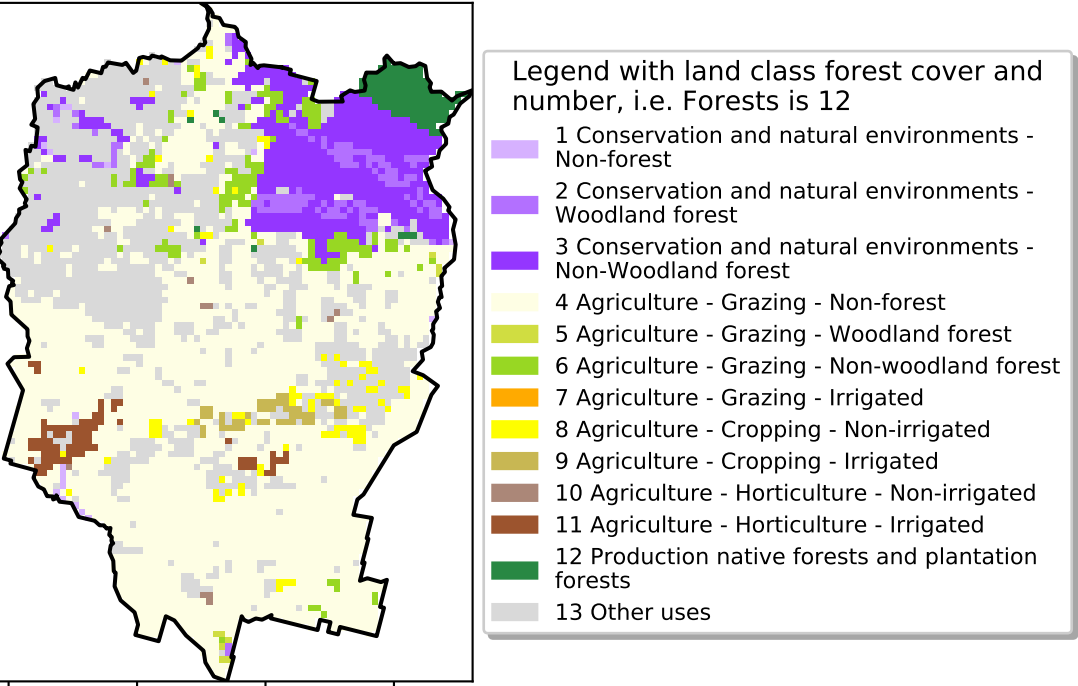 Legend with land class forest cover and
number, i.e. Forests is 12
1 Conservation and natural environments -
Non-forest
2 Conservation and natural environments -
Woodland forest
3 Conservation and natural environments -
Non-Woodland forest
4 Agriculture - Grazing - Non-forest
5 Agriculture - Grazing - Woodland forest
6 Agriculture - Grazing - Non-woodland forest
7 Agriculture - Grazing - Irrigated
8 Agriculture - Cropping - Non-irrigated
9 Agriculture - Cropping - Irrigated
10 Agriculture - Horticulture - Non-irrigated
11 Agriculture - Horticulture - Irrigated
12 Production native forests and plantation
forests
13 Other uses